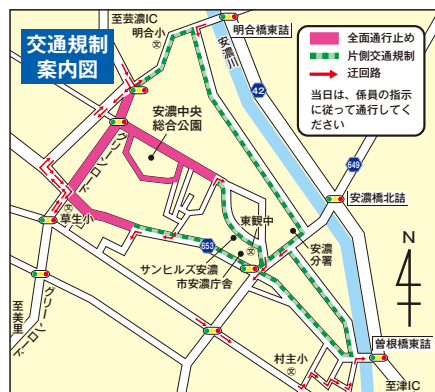 交通規制
案内図
至芸濃IC
明合小
文
明合橋東詰
安濃川
全面通行止め
片側交通規制
迂回路
当日は、係員の指示
に従って通行してく
ださい
42
安濃中央
総合公園
グリーンロード
649
安濃橋北詰
草生小
文
東観中
文
653
サンヒルズ安濃
市安濃庁舎
安濃
分署
N
至美里
グリーンロード
村主小
文
曽根橋東詰
至津IC